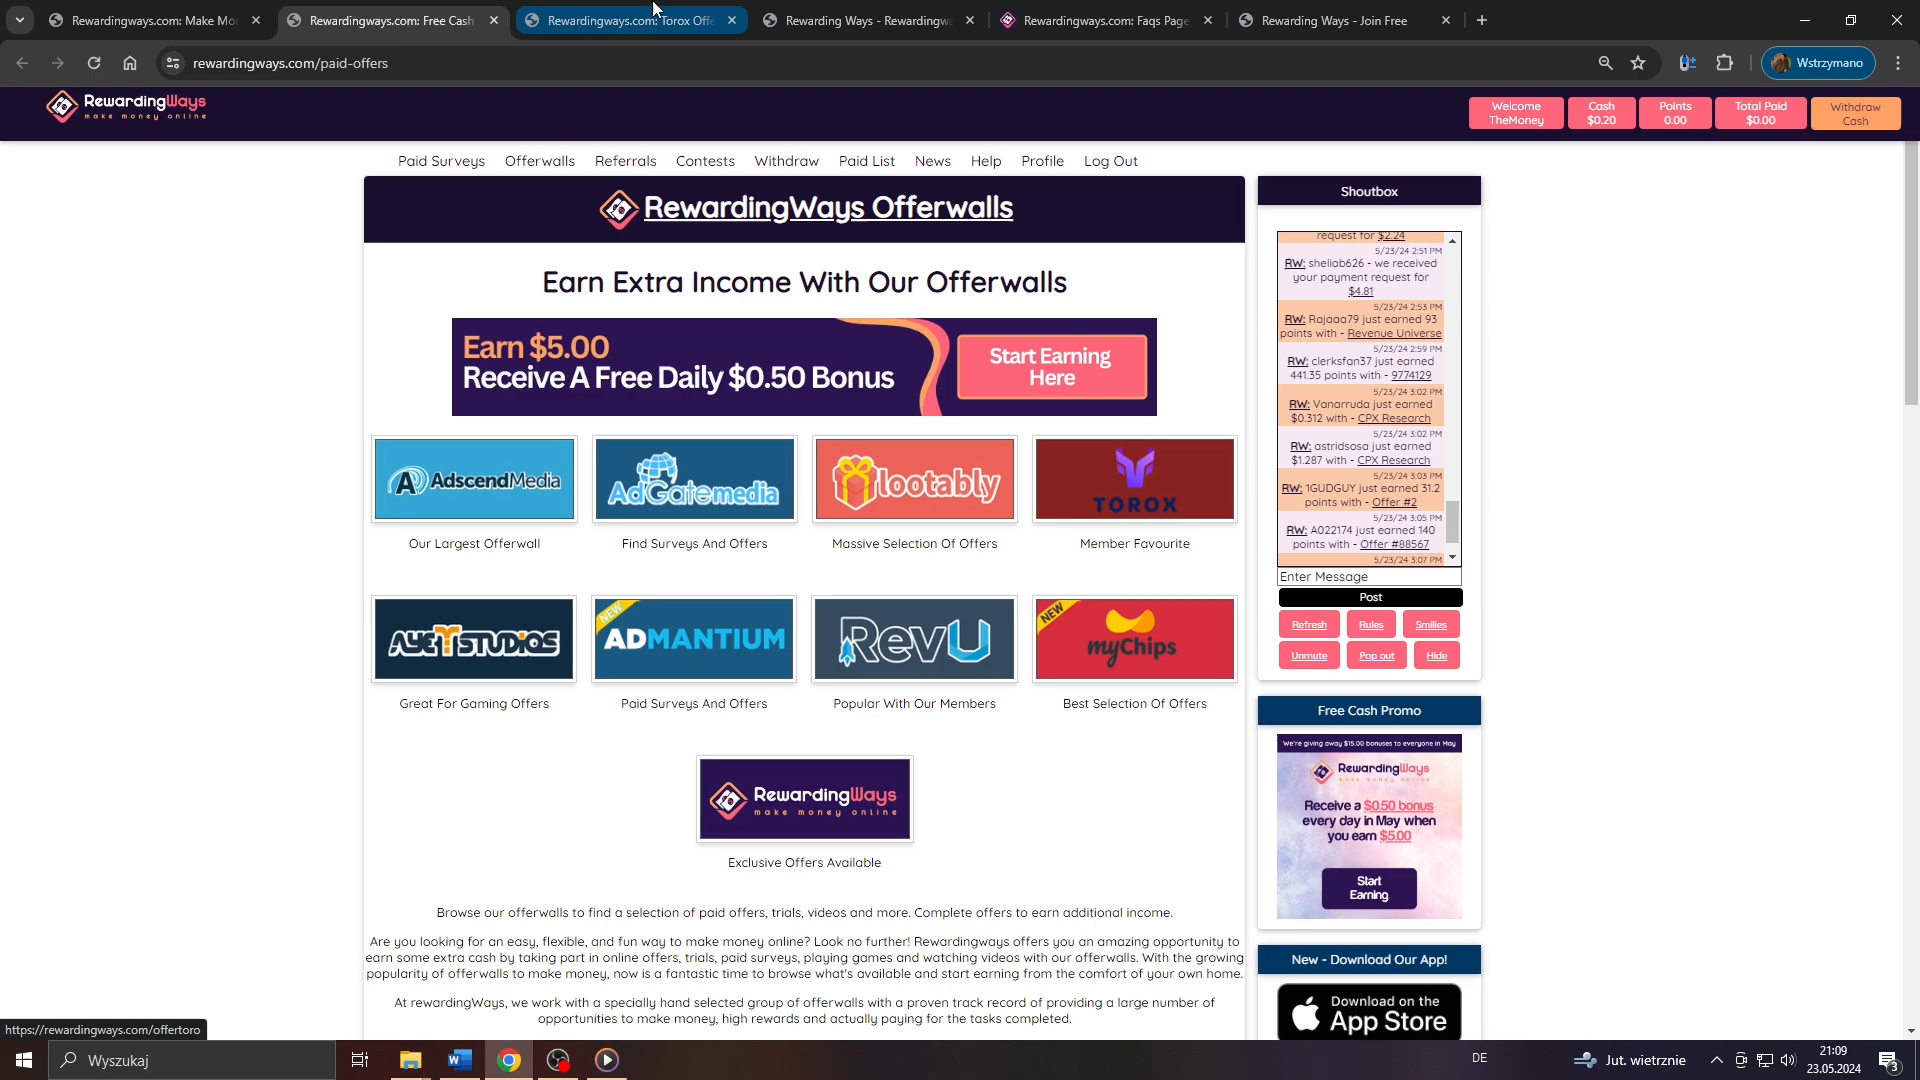 Rewardingways.com: Make Mo
Rewardingways.com: Free Cash
Rewardingways.com: Torox Offe
Rewarding Ways - Rewardingwa
Rewardingways.com: Faqs Page
Rewarding Ways - Join Free
rewardingways.com/paid-offers
Wstrzymano
RewardingWays
make money online
Welcome
TheMoney
Cash
$0.20
Points
0.00
Total Paid
$0.00
Withdraw
Cash
Paid Surveys
Offerwalls
Referrals
Contests
Withdraw
Paid List
News
Help
Profile
Log Out
RewardingWays Offerwalls
Earn Extra Income With Our Offerwalls
Earn $5.00
Receive A Free Daily $0.50 Bonus
Start Earning
Here
AdscendMedia
AdGatemedia
lootably
TOROX
Our Largest Offerwall
Find Surveys And Offers
Massive Selection Of Offers
Member Favourite
AYETSTUDIOS
NEW
ADMANTIUM
RevU
NEW
myChips
Great For Gaming Offers
Paid Surveys And Offers
Popular With Our Members
Best Selection Of Offers
RewardingWays
make money online
Exclusive Offers Available
Browse our offerwalls to find a selection of paid offers, trials, videos and more. Complete offers to earn additional income.
Are you looking for an easy, flexible, and fun way to make money online? Look no further! Rewardingways offers you an amazing opportunity to
earn some extra cash by taking part in online offers, trials, paid surveys, playing games and watching videos with our offerwalls. With the growing
popularity of offerwalls to make money, now is a fantastic time to browse what's available and start earning from the comfort of your own home.
At rewardingWays, we work with a specially hand selected group of offerwalls with a proven track record of providing a large number of
opportunities to make money, high rewards and actually paying for the tasks completed.
Shoutbox
request for $2.24
5/23/24 2:51 PM
RW: sheliab626 - we received
your payment request for
$4.81
5/23/24 2:53 PM
RW: Rajaaa79 just earned 93
points with - Revenue Universe
5/23/24 2:59 PM
RW: clerksfan37 just earned
441.35 points with - 9774129
5/23/24 3:02 PM
RW: Vanarruda just earned
$0.312 with - CPX Research
5/23/24 3:02 PM
RW: astridsosa just earned
$1.287 with - CPX Research
5/23/24 3:03 PM
RW: 1GUDGUY just earned 31.2
points with - Offer #2
5/23/24 3:05 PM
RW: A022174 just earned 140
points with - Offer #88567
5/23/24 3:07 PM
Enter Message
Post
Refresh
Rules
Smilies
Unmute
Pop out
Hide
Free Cash Promo
We're giving away $15.00 bonuses to everyone in May
RewardingWays
make money online
Receive a $0.50 bonus
every day in May when
you earn $5.00
Start
Earning
New - Download Our App!
Download on the
App Store
https://rewardingways.com/offertoro
Wyszukaj
DE
Jut. wietrznie
21:09
23.05.2024
3